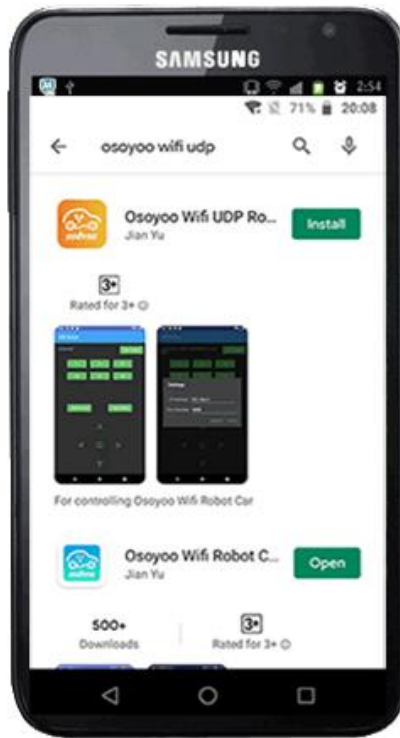 SAMSUNG
2:54
71% 20:08
osoyoo wifi udp
Osoyoo Wifi UDP Ro...
Jian Yu
Install
3+
Rated for 3+
For controlling Osoyoo Wifi Robot Car
Osoyoo Wifi Robot C...
Jian Yu
Open
500+
Downloads
3+
Rated for 3+